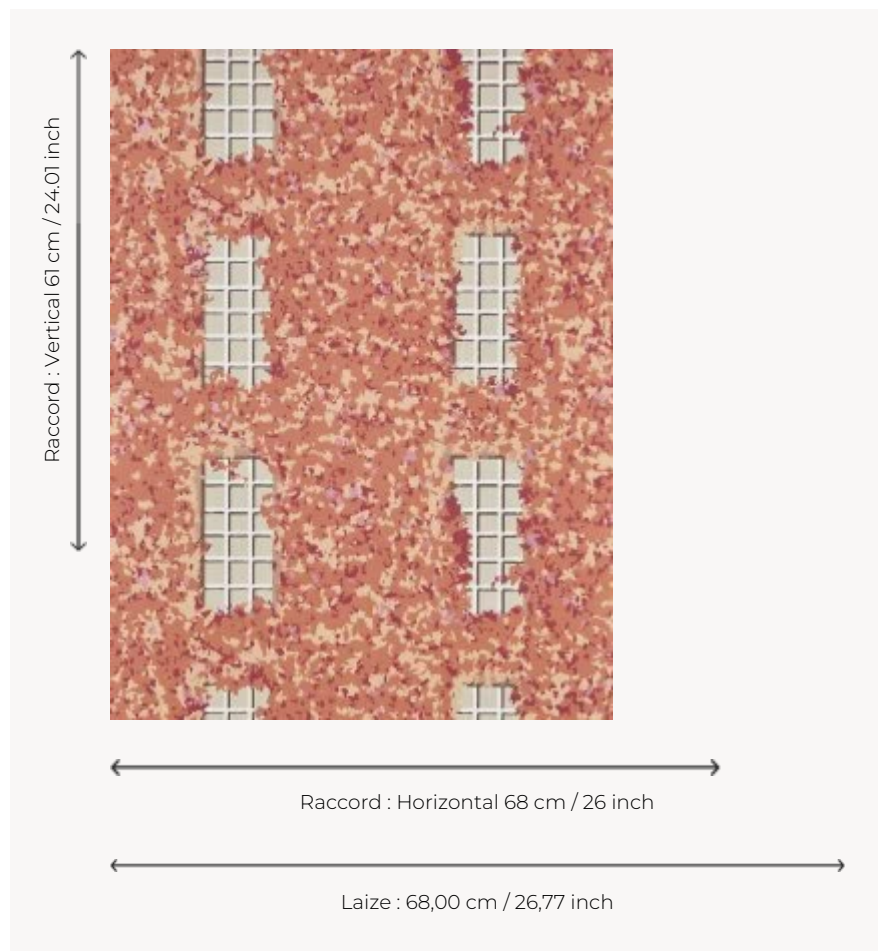 Raccord : Vertical 61 cm / 24.01 inch
Raccord : Horizontal 68 cm / 26 inch
Laize : 68,00 cm / 26,77 inch